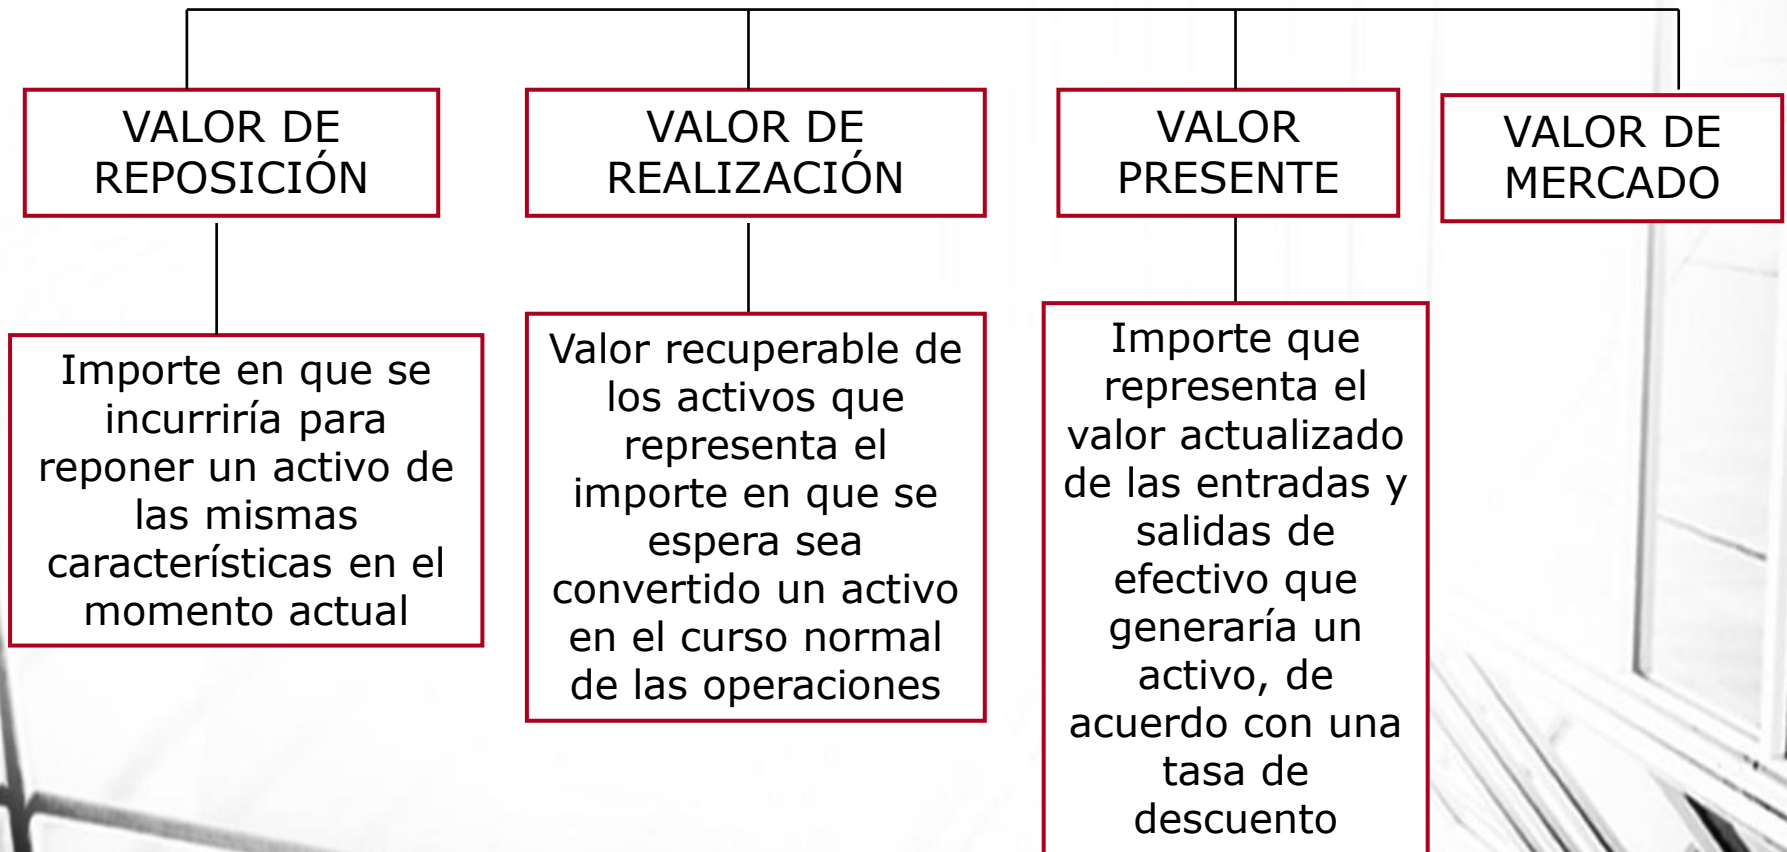 VALOR DE
REPOSICIÓN
VALOR DE
REALIZACIÓN
VALOR
PRESENTE
VALOR DE
MERCADO
Importe en que se
incurriría para
reponer un activo de
las mismas
características en el
momento actual
Valor recuperable de
los activos que
representa el
importe en que se
espera sea
convertido un activo
en el curso normal
de las operaciones
Importe que
representa el
valor actualizado
de las entradas y
salidas de
efectivo que
generaría un
activo, de
acuerdo con una
tasa de
descuento